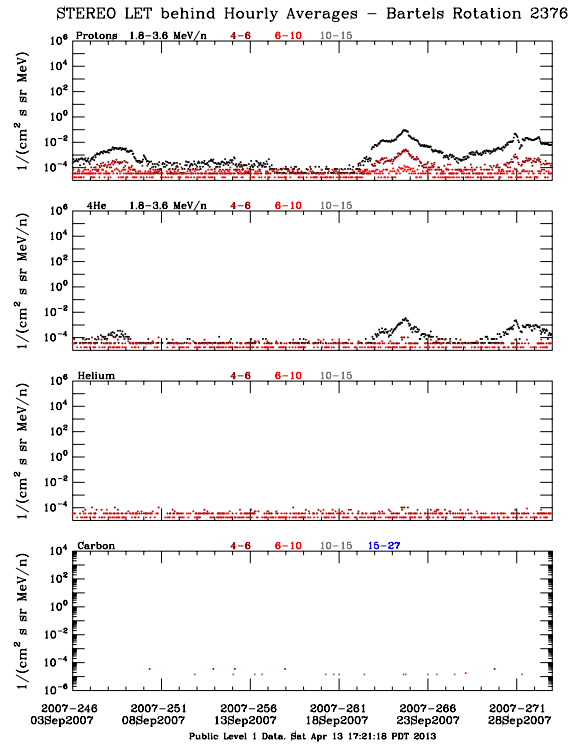 STEREO LET behind Hourly Averages - Bartels Rotation 2376
Protons 1.8-3.6 MeV/n 4-6 6-10 10-15
10^6
10^4
10^2
10^0
10^-2
10^-4
1/(cm^2 s sr MeV)
4He 1.8-3.6 MeV/n 4-6 6-10 10-15
10^6
10^4
10^2
10^0
10^-2
10^-4
1/(cm^2 s sr MeV/n)
Helium 4-6 6-10 10-15
10^6
10^4
10^2
10^0
10^-2
10^-4
1/(cm^2 s sr MeV/n)
Carbon 4-6 6-10 10-15 15-27
10^4
10^2
10^0
10^-2
10^-4
10^-6
1/(cm^2 s sr MeV/n)
2007-246 2007-251 2007-256 2007-261 2007-266 2007-271
03Sep2007 08Sep2007 13Sep2007 18Sep2007 23Sep2007 28Sep2007
Public Level 1 Data. Sat Apr 13 17:21:18 PDT 2013